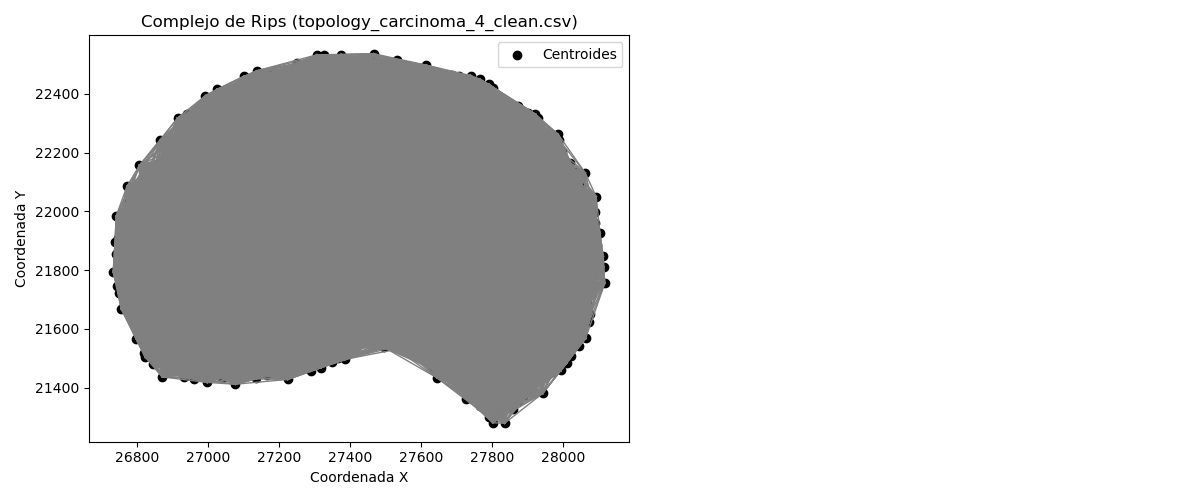 Complejo de Rips (topology_carcinoma_4_clean.csv)
Centroides
22400
22200
22000
21800
21600
21400
Coordenada Y
26800 27000 27200 27400 27600 27800 28000
Coordenada X